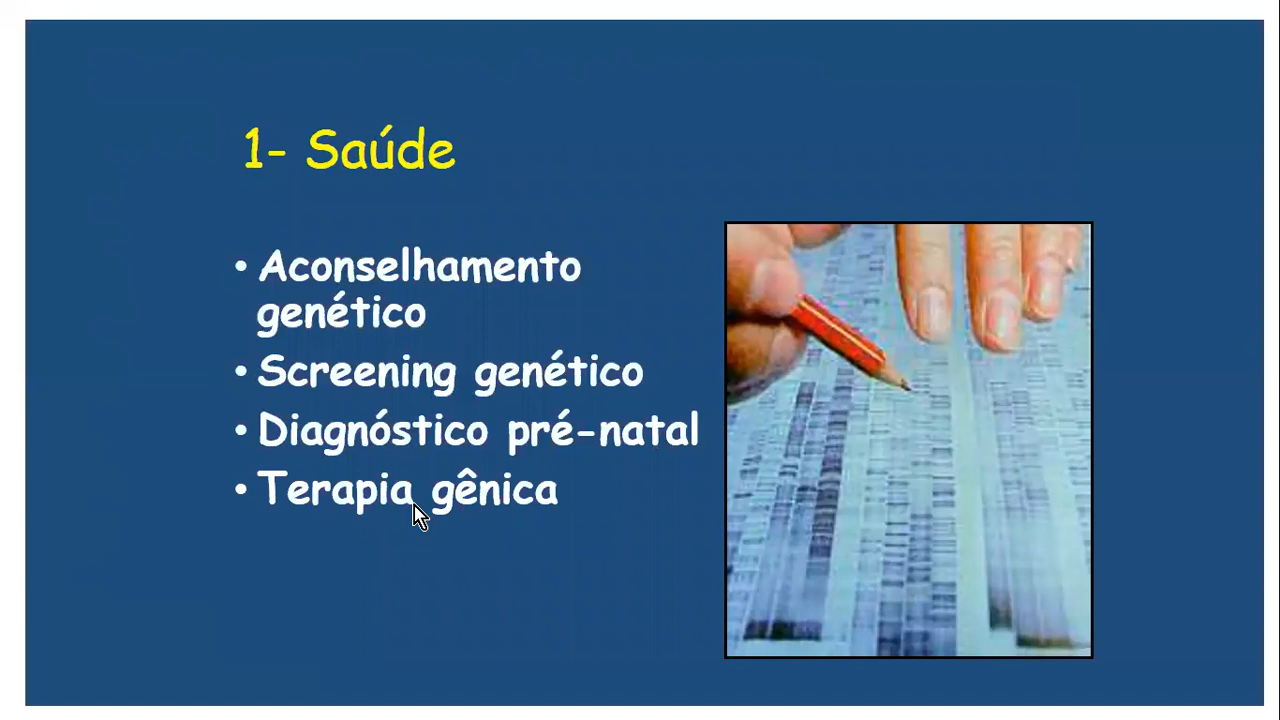 1- Saúde
• Aconselhamento
genético
• Screening genético
• Diagnóstico pré-natal
• Terapia gênica